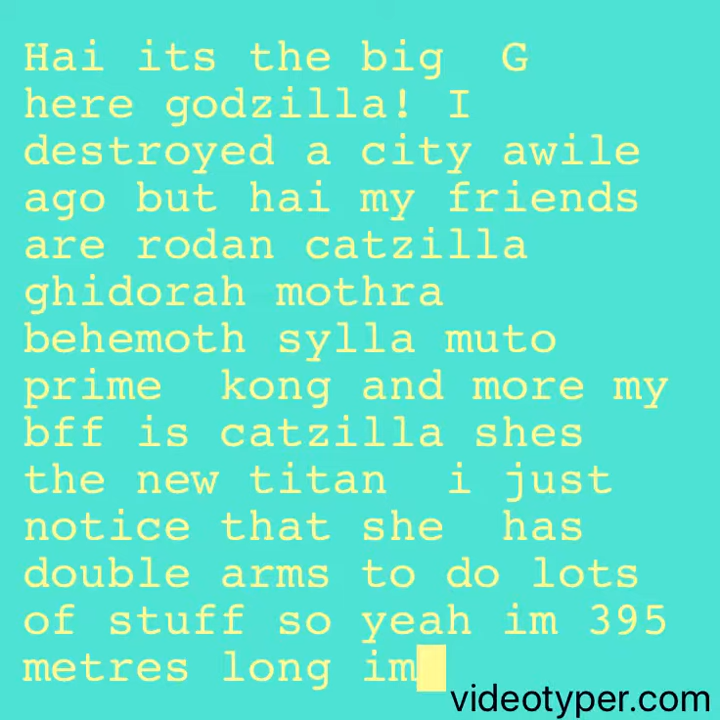 Hai its the big  G
here godzilla! I
destroyed a city awile
ago but hai my friends
are rodan catzilla
ghidorah mothra
behemoth sylla muto
prime  kong and more my
bff is catzilla shes
the new titan  i just
notice that she  has
double arms to do lots
of stuff so yeah im 395
metres long im
videotyper.com